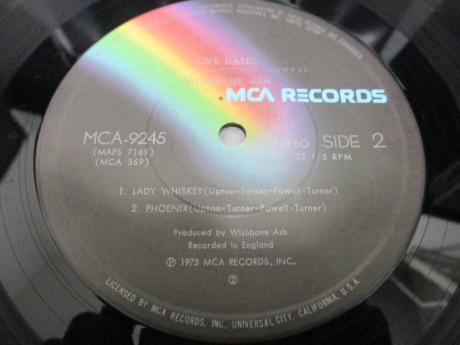 LIVE DATES
WISHBONE ASH
MCA RECORDS
MCA-9245
(MAPS 7169)
(MCA 369)
STEREO SIDE 2
33 1/3 RPM
1. LADY WHISKEY(Upton-Turner-Powell-Turner)
2. PHOENIX(Upton-Turner-Powell-Turner)
Produced by Wishbone Ash
Recorded in England
Ⓟ 1973 MCA RECORDS, INC.
②
LICENSED BY MCA RECORDS, INC., UNIVERSAL CITY, CALIFORNIA, U.S.A.